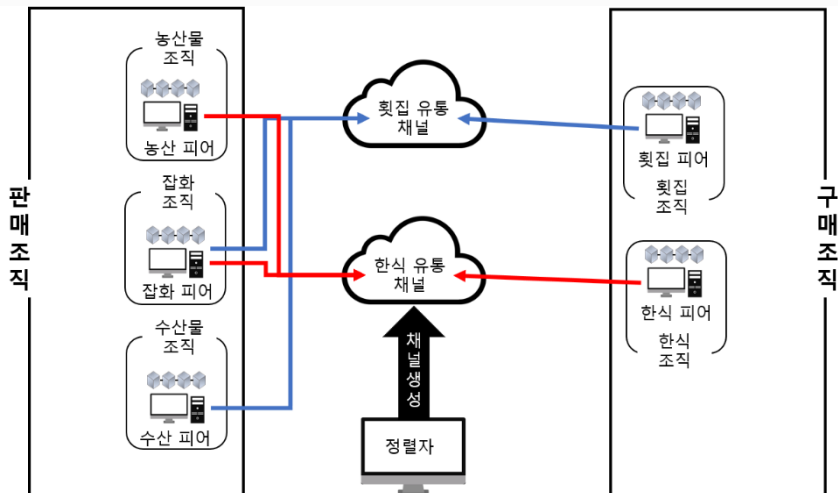 판매조직
농산물
조직
농산 피어
잡화
조직
잡화 피어
수산물
조직
수산 피어
횟집 유통
채널
한식 유통
채널
채널생성
정렬자
횟집 피어
횟집
조직
한식 피어
한식
조직
구매조직